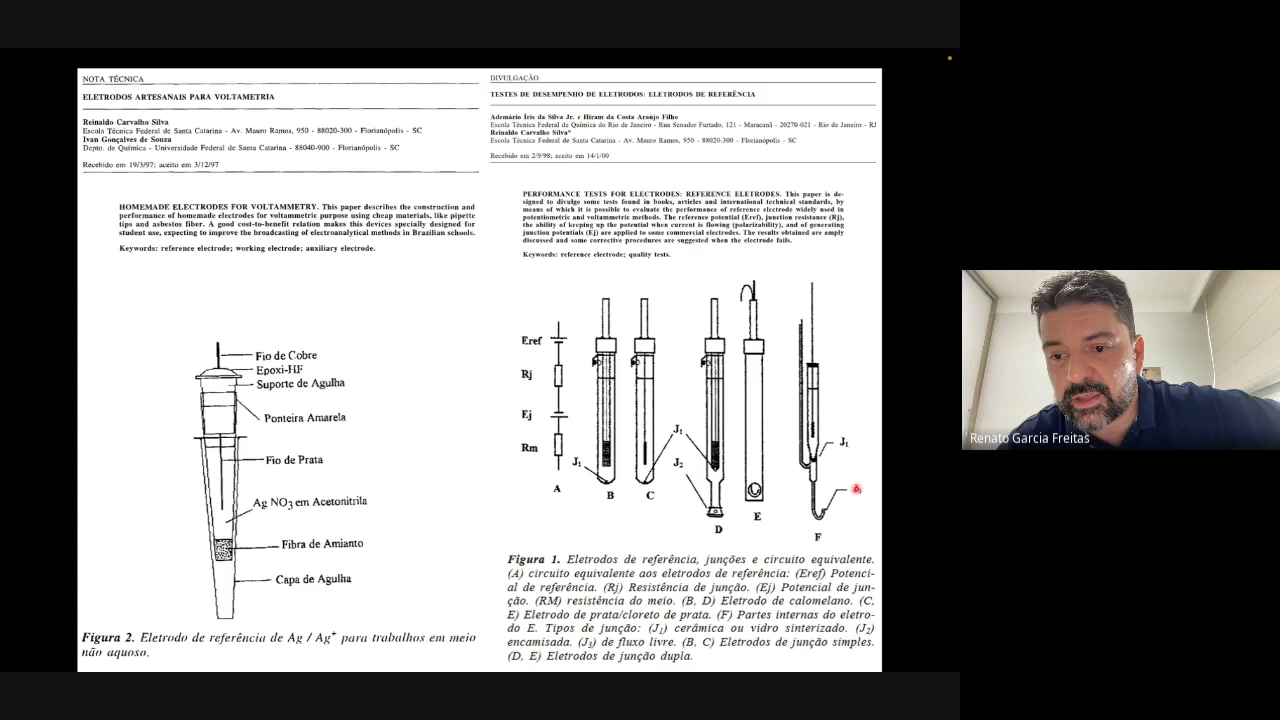 NOTA TÉCNICA
ELETRODOS ARTESANAIS PARA VOLTAMETRIA
Reinaldo Carvalho Silva
Escola Técnica Federal de Santa Catarina - Av. Mauro Ramos, 950 - 88020-300 - Florianópolis - SC
Ivan Gonçalves de Souza
Depto. de Química - Universidade Federal de Santa Catarina - 88040-900 - Florianópolis - SC
Recebido em 19/3/97; aceito em 3/12/97
HOMEMADE ELECTRODES FOR VOLTAMMETRY. This paper describes the construction and
performance of homemade electrodes for voltammetric purpose using cheap materials, like pipette
tips and asbestos fiber. A good cost-to-benefit relation makes this devices specially designed for
student use, expecting to improve the broadcasting of electroanalytical methods in Brazilian schools.
Keywords: reference electrode; working electrode; auxiliary electrode.
Fio de Cobre
Epoxi-HF
Suporte de Agulha
Ponteira Amarela
Fio de Prata
Ag NO3 em Acetonitrila
Fibra de Amianto
Capa de Agulha
Figura 2. Eletrodo de referência de Ag / Ag+ para trabalhos em meio
não aquoso.
DIVULGAÇÃO
TESTES DE DESEMPENHO DE ELETRODOS: ELETRODOS DE REFERÊNCIA
Ademário Iris da Silva Jr. e Hiram da Costa Araújo Filho
Escola Técnica Federal de Química do Rio de Janeiro - Rua Senador Furtado, 121 - Maracanã - 20270-021 - Rio de Janeiro - RJ
Reinaldo Carvalho Silva*
Escola Técnica Federal de Santa Catarina - Av. Mauro Ramos, 950 - 88020-300 - Florianópolis - SC
Recebido em 2/9/98; aceito em 14/1/00
PERFORMANCE TESTS FOR ELECTRODES: REFERENCE ELETRODES. This paper is de-
signed to divulge some tests found in books, articles and international technical standards, by
means of which it is possible to evaluate the performance of reference electrode widely used in
potentiometric and voltammetric methods. The reference potential (Eref), junction resistance (Rj),
the ability of keeping up the potential when current is flowing (polarizability), and of generating
junction potentials (Ej) are applied to some commercial electrodes. The results obtained are amply
discussed and some corrective procedures are suggested when the electrode fails.
Keywords: reference electrode; quality tests.
Eref
Rj
Ej
Rm
J1
J1
J2
J1
A
B
C
D
E
F
Figura 1. Eletrodos de referência, junções e circuito equivalente.
(A) circuito equivalente aos eletrodos de referência: (Eref) Potenci-
al de referência. (Rj) Resistência de junção. (Ej) Potencial de jun-
ção. (RM) resistência do meio. (B, D) Eletrodo de calomelano. (C,
E) Eletrodo de prata/cloreto de prata. (F) Partes internas do eletro-
do E. Tipos de junção: (J1) cerâmica ou vidro sinterizado. (J2)
encamisada. (J3) de fluxo livre. (B, C) Eletrodos de junção simples.
(D, E) Eletrodos de junção dupla.
Renato Garcia Freitas